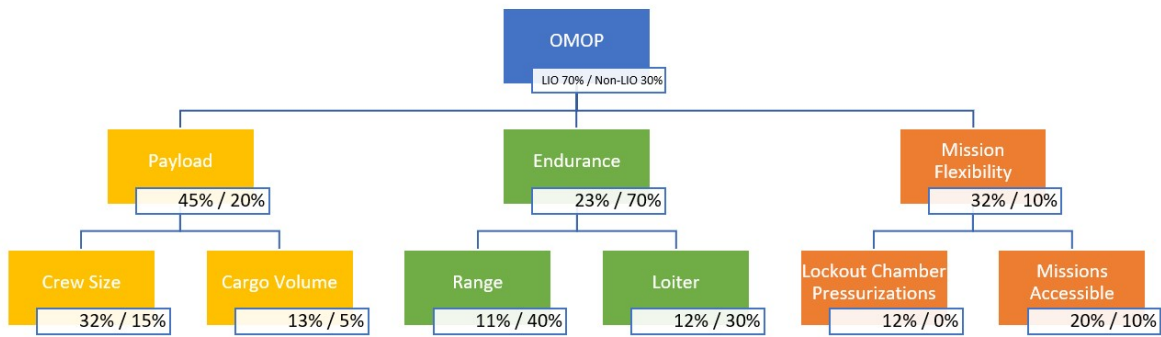 OMOP
LIO 70% / Non-LIO 30%
Payload
45% / 20%
Endurance
23% / 70%
Mission
Flexibility
32% / 10%
Crew Size
32% / 15%
Cargo Volume
13% / 5%
Range
11% / 40%
Loiter
12% / 30%
Lockout Chamber
Pressurizations
12% / 0%
Missions
Accessible
20% / 10%